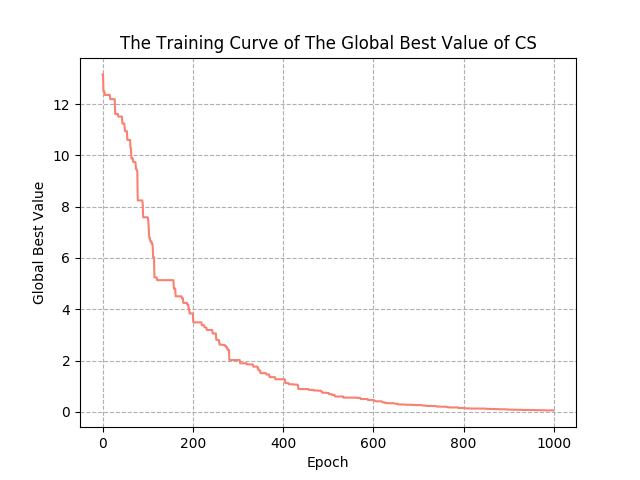 The Training Curve of The Global Best Value of CS
12
10
8
6
4
2
0
Global Best Value
0 200 400 600 800 1000
Epoch